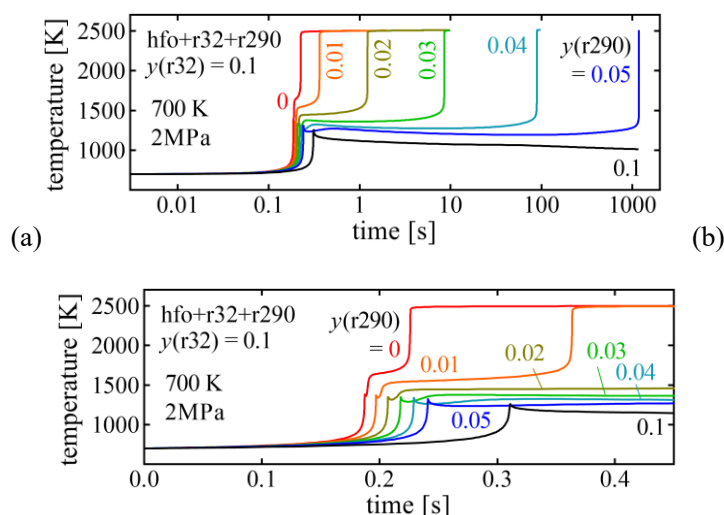 temperature [K]
2500
2000
1500
1000
hfo+r32+r290
y(r32) = 0.1
700 K
2MPa
0
0.01
0.02
0.03
0.04
y(r290)
= 0.05
0.1
0.01
0.1
1
10
100
1000
time [s]
(a)
(b)
temperature [K]
2500
2000
1500
1000
hfo+r32+r290
y(r32) = 0.1
700 K
2MPa
y(r290)
= 0
0.01
0.02
0.03
0.04
0.05
0.1
0.0
0.1
0.2
0.3
0.4
time [s]